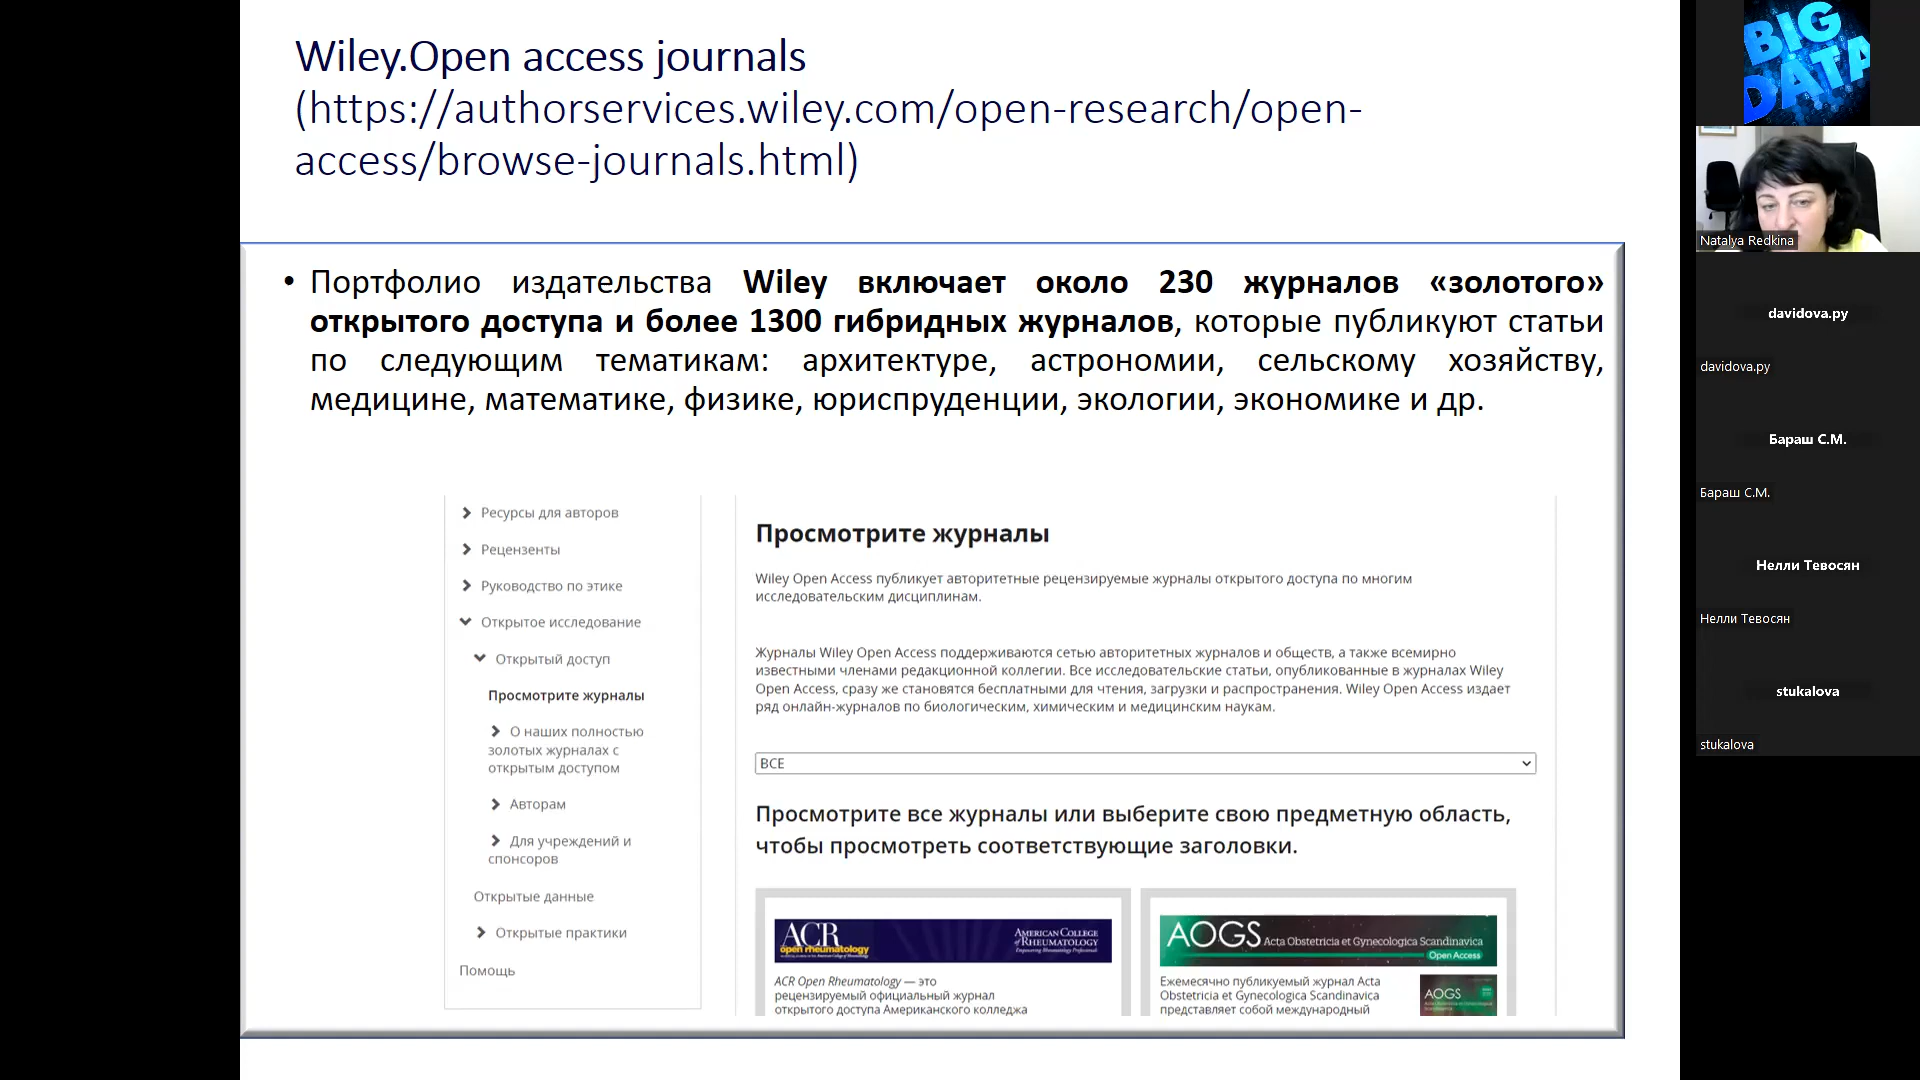 Wiley.Open access journals
(https://authorservices.wiley.com/open-research/open-
access/browse-journals.html)
• Портфолио издательства Wiley включает около 230 журналов «золотого»
открытого доступа и более 1300 гибридных журналов, которые публикуют статьи
по следующим тематикам: архитектуре, астрономии, сельскому хозяйству,
медицине, математике, физике, юриспруденции, экологии, экономике и др.
Ресурсы для авторов
Рецензенты
Руководство по этике
Открытое исследование
Открытый доступ
Просмотрите журналы
О наших полностью
золотых журналах с
открытым доступом
Авторам
Для учреждений и
спонсоров
Открытые данные
Открытые практики
Помощь
Просмотрите журналы
Wiley Open Access публикует авторитетные рецензируемые журналы открытого доступа по многим
исследовательским дисциплинам.
Журналы Wiley Open Access поддерживаются сетью авторитетных журналов и обществ, а также всемирно
известными членами редакционной коллегии. Все исследовательские статьи, опубликованные в журналах Wiley
Open Access, сразу же становятся бесплатными для чтения, загрузки и распространения. Wiley Open Access издает
ряд онлайн-журналов по биологическим, химическим и медицинским наукам.
ВСЕ
Просмотрите все журналы или выберите свою предметную область,
чтобы просмотреть соответствующие заголовки.
ACR
open rheumatology
AMERICAN COLLEGE
of RHEUMATOLOGY
ACR Open Rheumatology — это
рецензируемый официальный журнал
открытого доступа Американского колледжа
AOGS Acta Obstetricia et Gynecologica Scandinavica
Open Access
Ежемесячно публикуемый журнал Acta
Obstetricia et Gynecologica Scandinavica
представляет собой международный
AOGS
BIG
DATA
Natalya Redkina
davidova.py
davidova.py
Бараш С.М.
Бараш С.М.
Нелли Тевосян
Нелли Тевосян
stukalova
stukalova